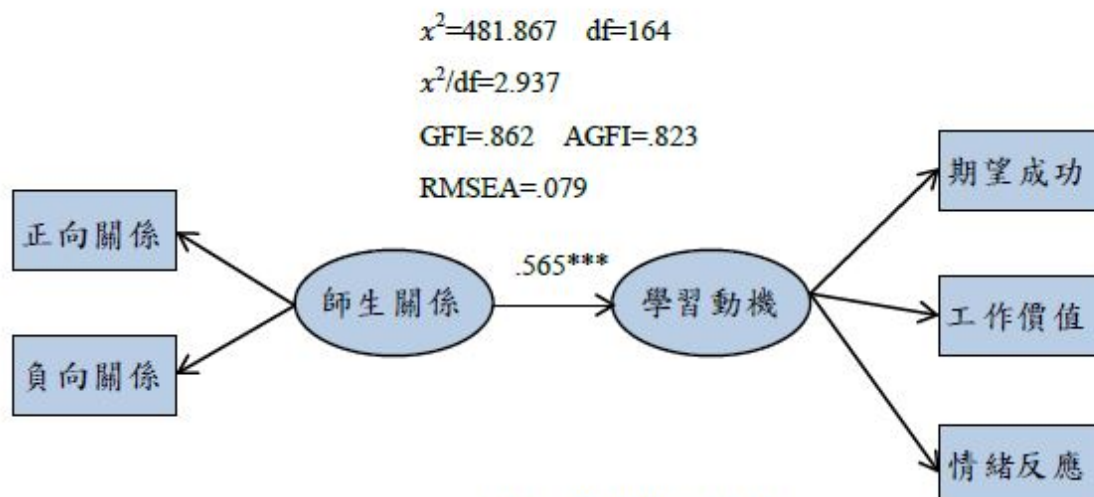 x²=481.867 df=164
x²/df=2.937
GFI=.862 AGFI=.823
RMSEA=.079
期望成功
正向關係
.565***
師生關係
學習動機
工作價值
負向關係
情緒反應